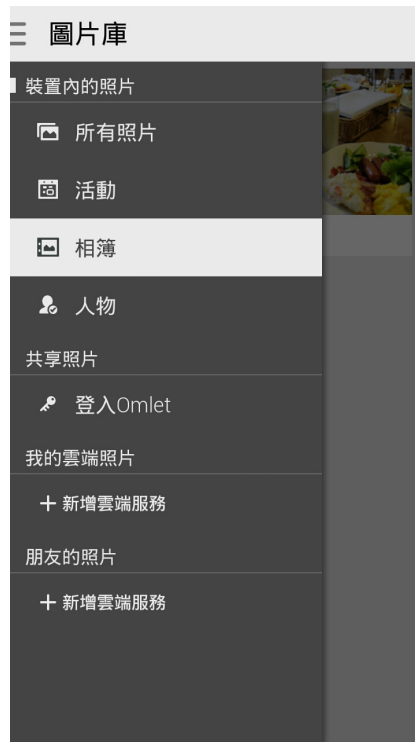 圖片庫
裝置內的照片
所有照片
活動
相簿
人物
共享照片
登入Omlet
我的雲端照片
＋新增雲端服務
朋友的照片
＋新增雲端服務